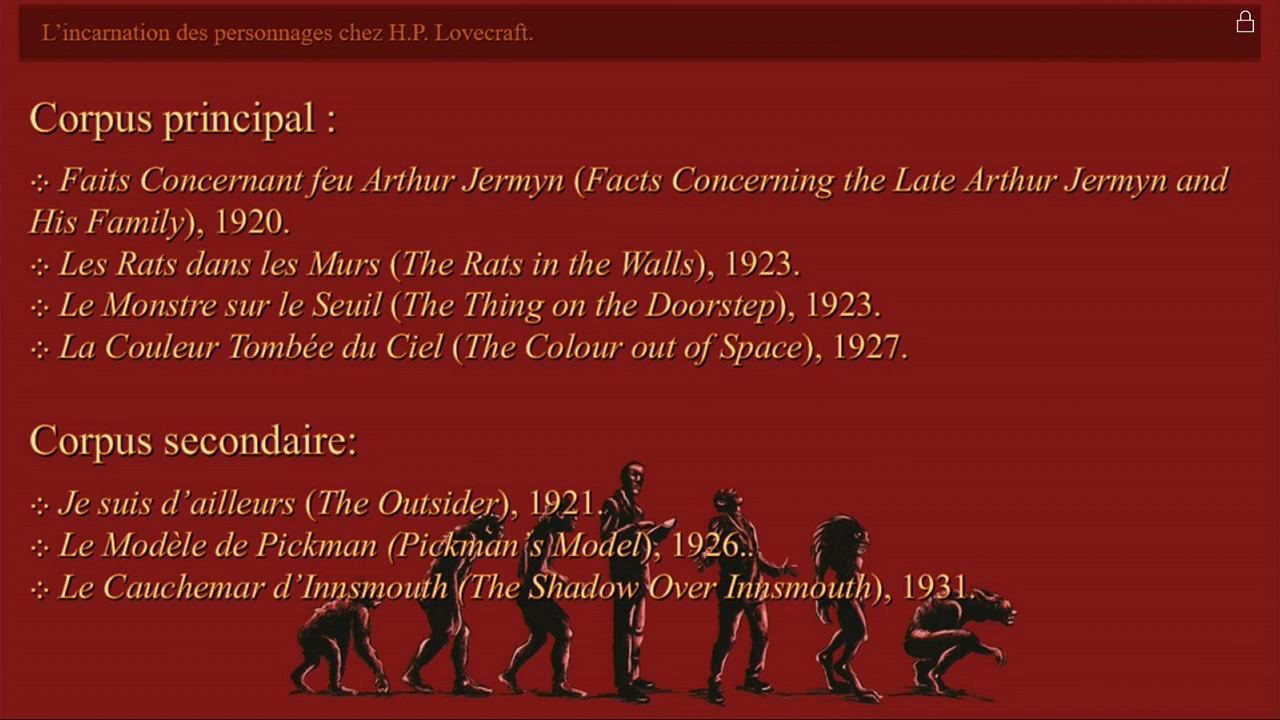 L’incarnation des personnages chez H.P. Lovecraft.
Corpus principal :
Faits Concernant feu Arthur Jermyn (Facts Concerning the Late Arthur Jermyn and
His Family), 1920.
Les Rats dans les Murs (The Rats in the Walls), 1923.
Le Monstre sur le Seuil (The Thing on the Doorstep), 1923.
La Couleur Tombée du Ciel (The Colour out of Space), 1927.
Corpus secondaire:
Je suis d’ailleurs (The Outsider), 1921.
Le Modèle de Pickman (Pickman’s Model), 1926..
Le Cauchemar d’Innsmouth (The Shadow Over Innsmouth), 1931.